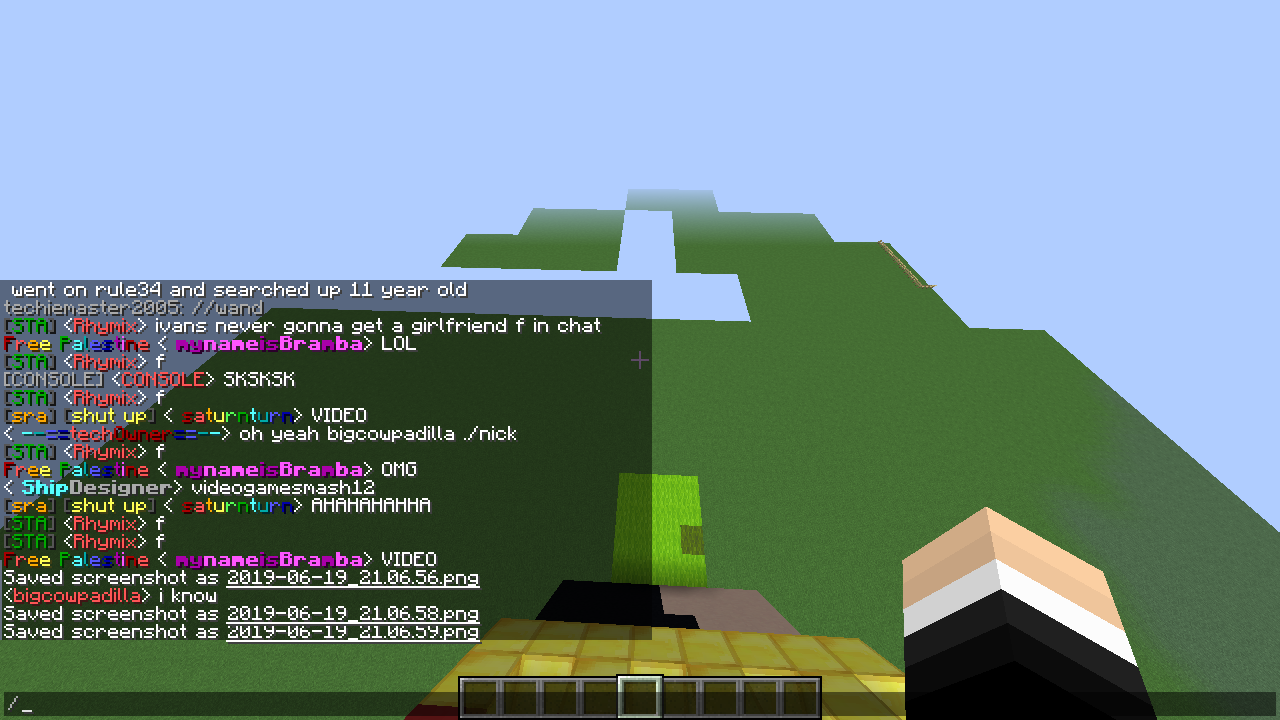 went on rule34 and searched up 11 year old
techiemaster2005: //wand
[STA] <Rhymix> ivans never gonna get a girlfriend f in chat
Free Palestine < mynameisBramba> LOL
[STA] <Rhymix> f
[CONSOLE] <CONSOLE> SKSKSK
[STA] <Rhymix> f
[sra] [shut up] < saturnturn> VIDEO
< --==techOwner==--> oh yeah bigcowpadilla ./nick
[STA] <Rhymix> f
Free Palestine < mynameisBramba> OMG
< ShipDesigner> videogamesmash12
[sra] [shut up] < saturnturn> AHAHAHAHHA
[STA] <Rhymix> f
[STA] <Rhymix> f
Free Palestine < mynameisBramba> VIDEO
Saved screenshot as 2019-06-19_21.06.56.png
<bigcowpadilla> i know
Saved screenshot as 2019-06-19_21.06.58.png
Saved screenshot as 2019-06-19_21.06.59.png
/_